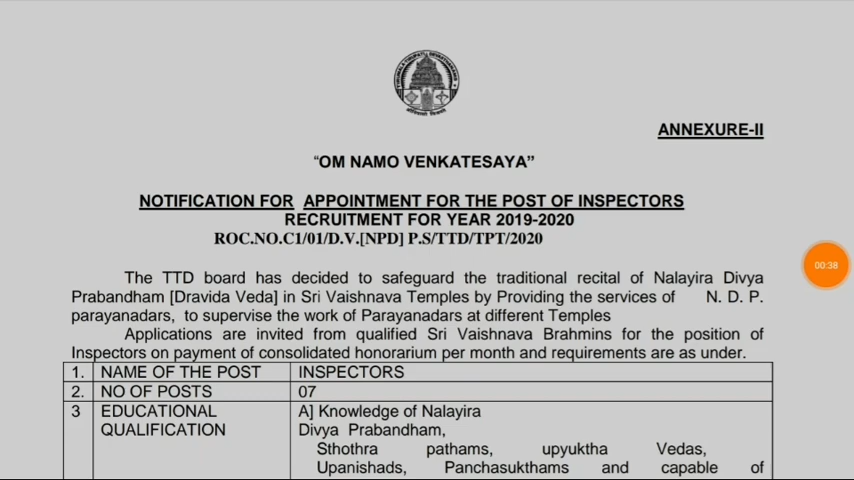 ANNEXURE-II
“OM NAMO VENKATESAYA”
NOTIFICATION FOR APPOINTMENT FOR THE POST OF INSPECTORS
RECRUITMENT FOR YEAR 2019-2020
ROC.NO.C1/01/D.V.[NPD] P.S/TTD/TPT/2020
00:38
The TTD board has decided to safeguard the traditional recital of Nalayira Divya
Prabandham [Dravida Veda] in Sri Vaishnava Temples by Providing the services of N. D. P.
parayanadars, to supervise the work of Parayanadars at different Temples
Applications are invited from qualified Sri Vaishnava Brahmins for the position of
Inspectors on payment of consolidated honorarium per month and requirements are as under.
1. NAME OF THE POST INSPECTORS
2. NO OF POSTS 07
3 EDUCATIONAL A] Knowledge of Nalayira
QUALIFICATION Divya Prabandham,
Sthothra pathams, upyuktha Vedas,
Upanishads, Panchasukthams and capable of